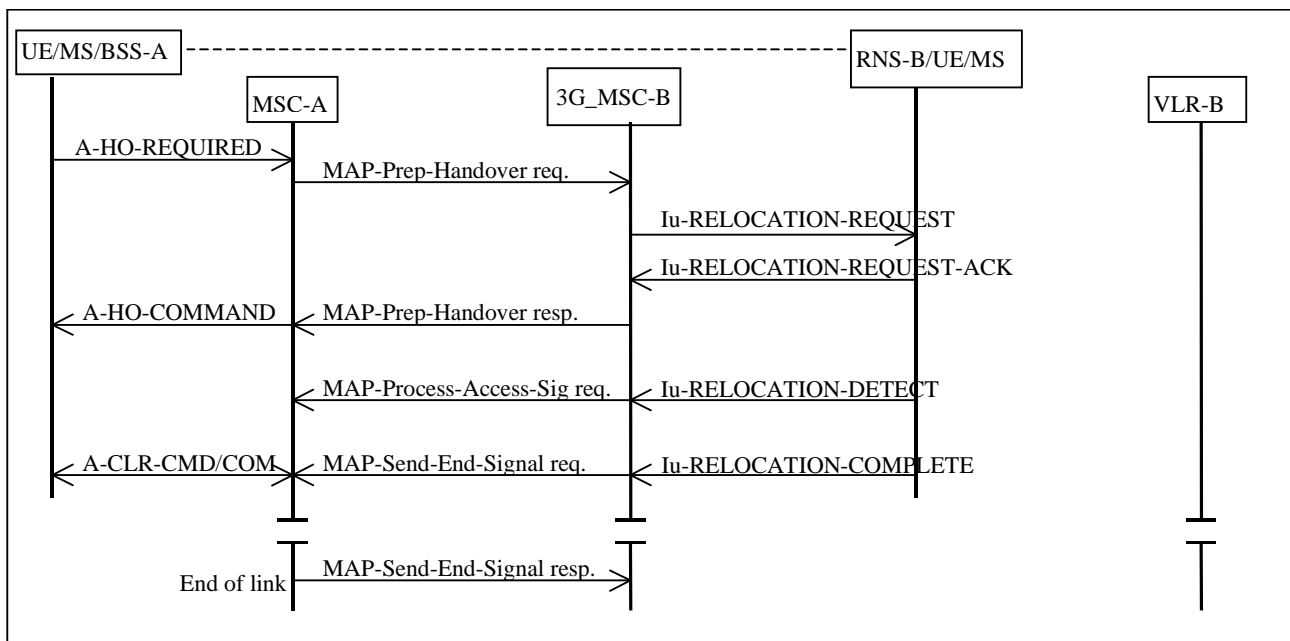 UE/MS/BSS-A
RNS-B/UE/MS
MSC-A
3G_MSC-B
VLR-B
A-HO-REQUIRED
MAP-Prep-Handover req.
Iu-RELOCATION-REQUEST
Iu-RELOCATION-REQUEST-ACK
A-HO-COMMAND
MAP-Prep-Handover resp.
MAP-Process-Access-Sig req.
Iu-RELOCATION-DETECT
A-CLR-CMD/COM
MAP-Send-End-Signal req.
Iu-RELOCATION-COMPLETE
End of link
MAP-Send-End-Signal resp.